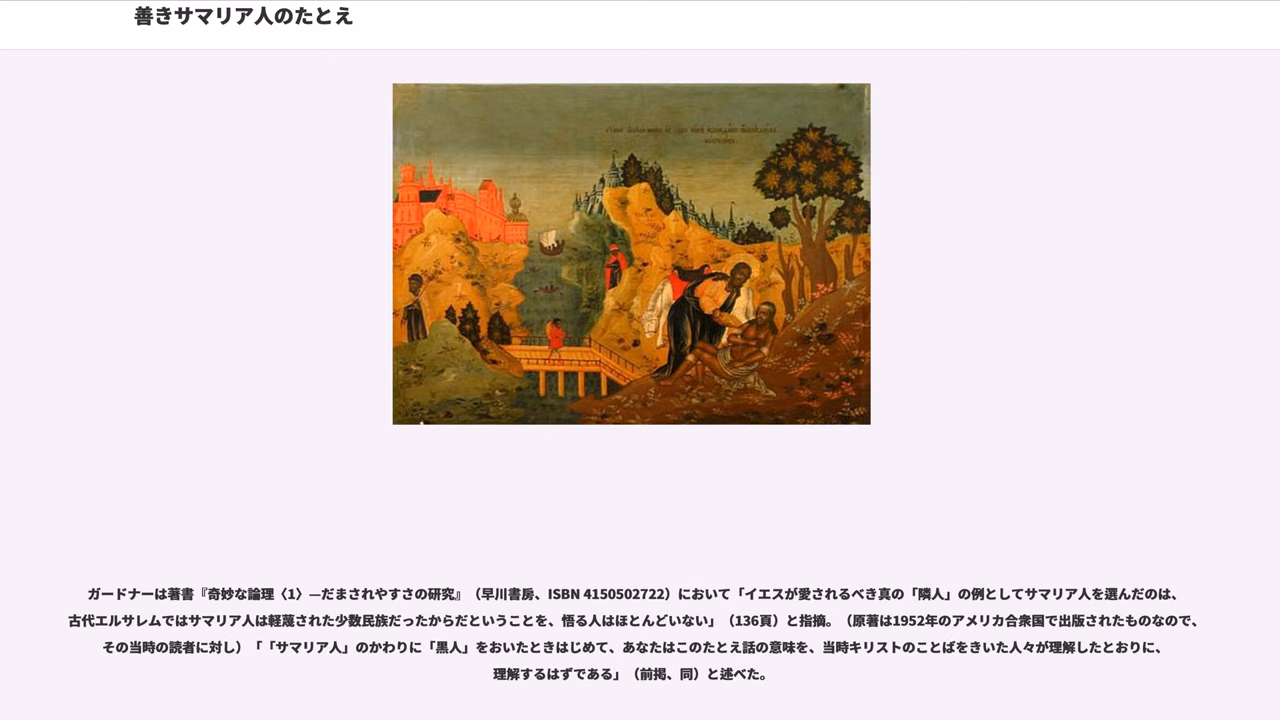 善きサマリア人のたとえ
ガードナーは著書『奇妙な論理〈1〉―だまされやすさの研究』（早川書房、ISBN 4150502722）において「イエスが愛されるべき真の「隣人」の例としてサマリア人を選んだのは、
古代エルサレムではサマリア人は軽蔑された少数民族だったからだということを、悟る人はほとんどいない」（136頁）と指摘。（原著は1952年のアメリカ合衆国で出版されたものなので、
その当時の読者に対し）「「サマリア人」のかわりに「黒人」をおいたときはじめて、あなたはこのたとえ話の意味を、当時キリストのことばをきいた人々が理解したとおりに、
理解するはずである」（前掲、同）と述べた。